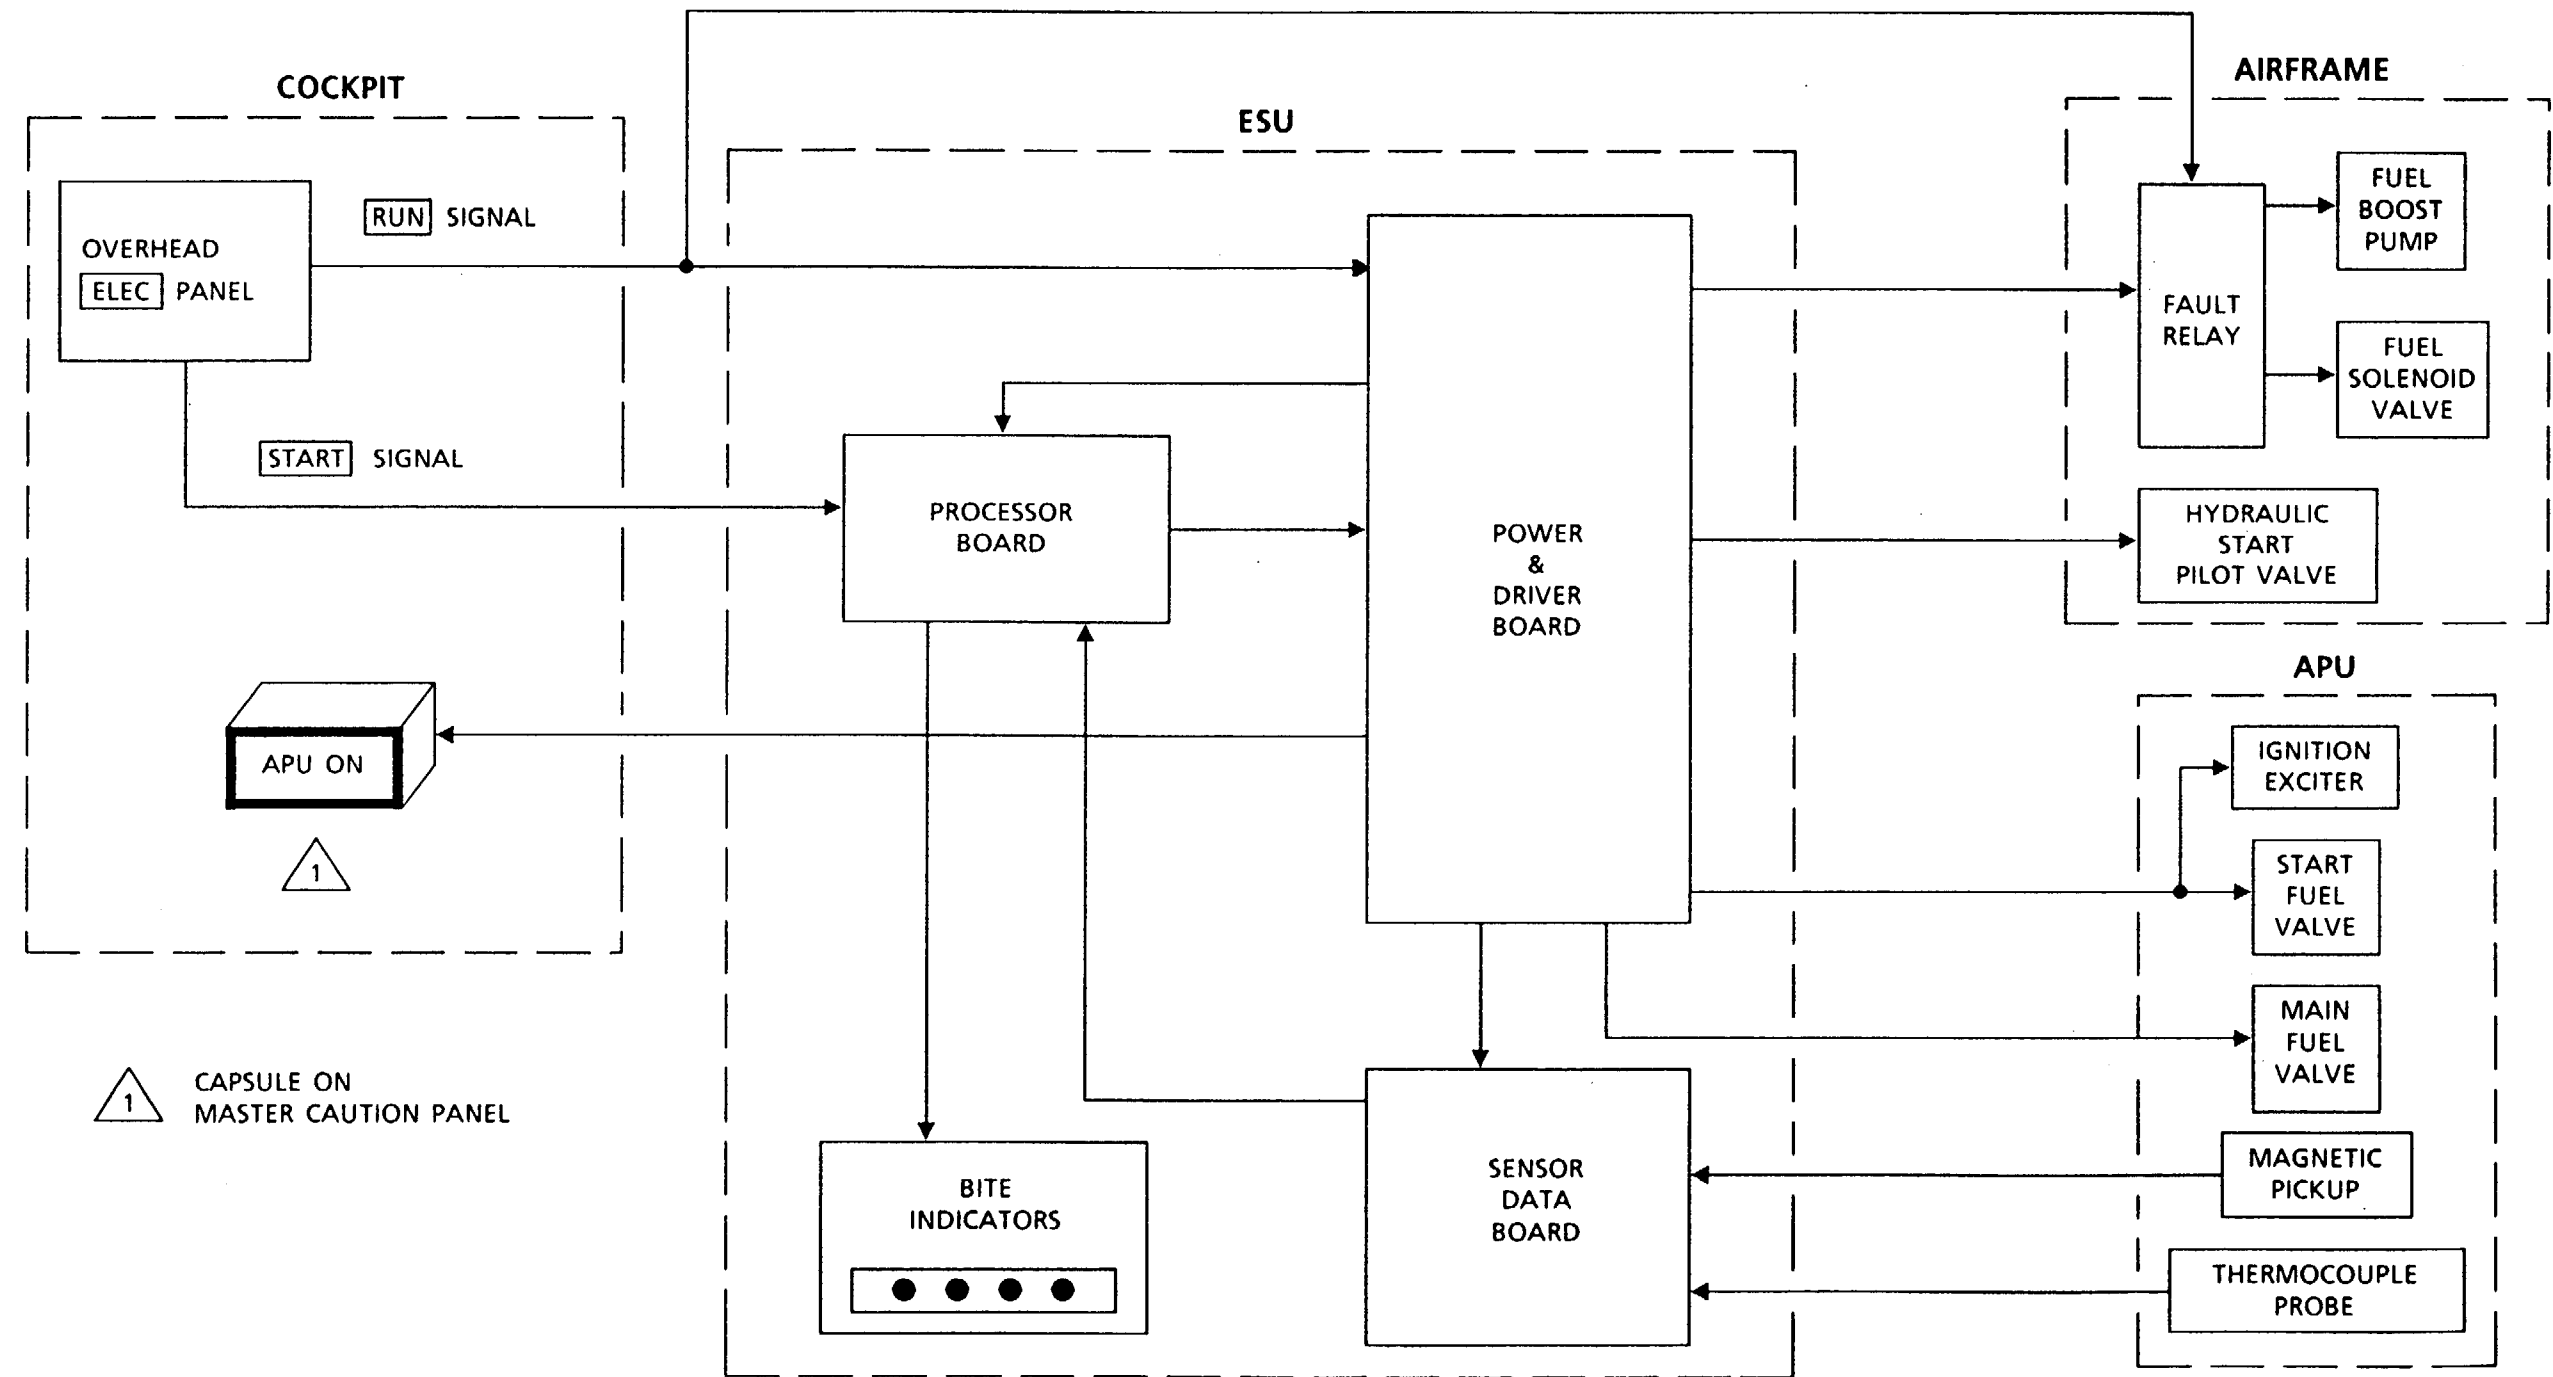 COCKPIT
OVERHEAD
ELEC PANEL
RUN SIGNAL
START SIGNAL
APU ON
1
1
CAPSULE ON
MASTER CAUTION PANEL
ESU
PROCESSOR
BOARD
POWER
&
DRIVER
BOARD
BITE
INDICATORS
SENSOR
DATA
BOARD
AIRFRAME
FAULT
RELAY
FUEL
BOOST
PUMP
FUEL
SOLENOID
VALVE
HYDRAULIC
START
PILOT VALVE
APU
IGNITION
EXCITER
START
FUEL
VALVE
MAIN
FUEL
VALVE
MAGNETIC
PICKUP
THERMOCOUPLE
PROBE